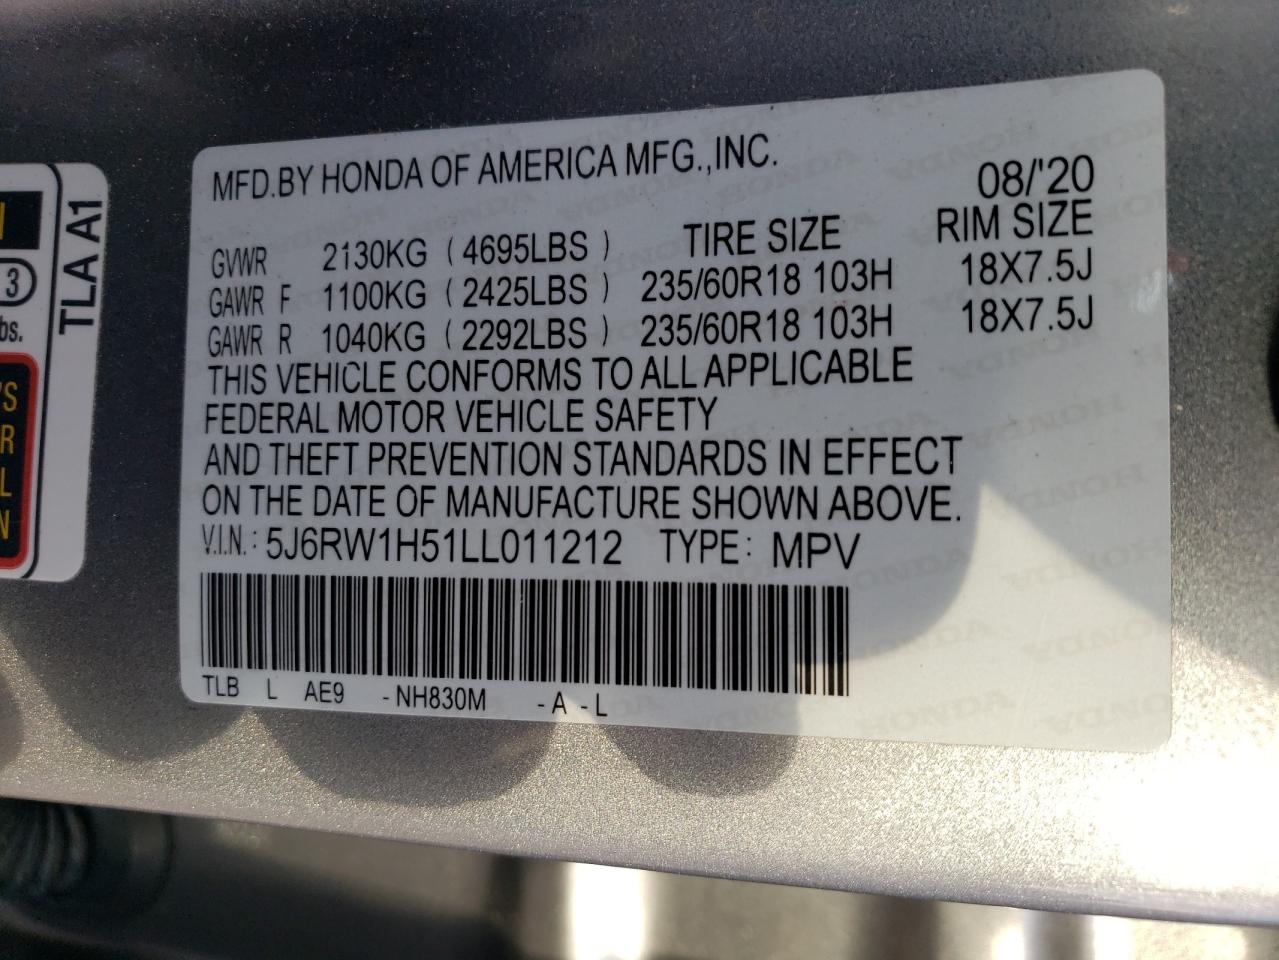 MFD.BY HONDA OF AMERICA MFG.,INC. 08/'20
GVWR 2130KG ( 4695LBS ) TIRE SIZE RIM SIZE
GAWR F 1100KG ( 2425LBS ) 235/60R18 103H 18X7.5J
GAWR R 1040KG ( 2292LBS ) 235/60R18 103H 18X7.5J
THIS VEHICLE CONFORMS TO ALL APPLICABLE
FEDERAL MOTOR VEHICLE SAFETY
AND THEFT PREVENTION STANDARDS IN EFFECT
ON THE DATE OF MANUFACTURE SHOWN ABOVE.
V.I.N.: 5J6RW1H51LL011212 TYPE: MPV
TLB L AE9 -NH830M -A -L
TLA A1
3
bs.